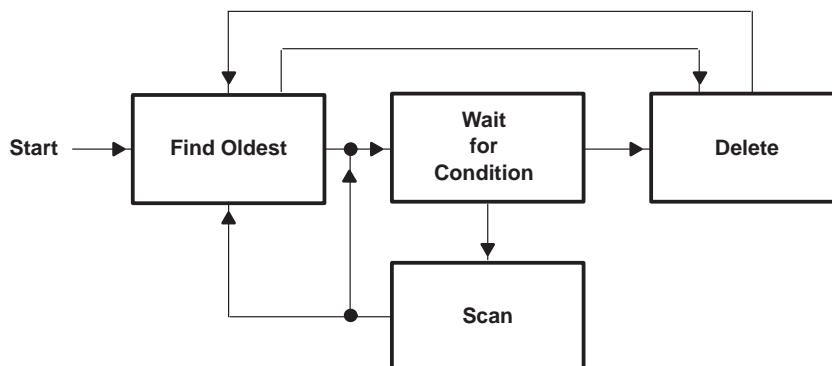 Start
Find Oldest
Wait
for
Condition
Delete
Scan